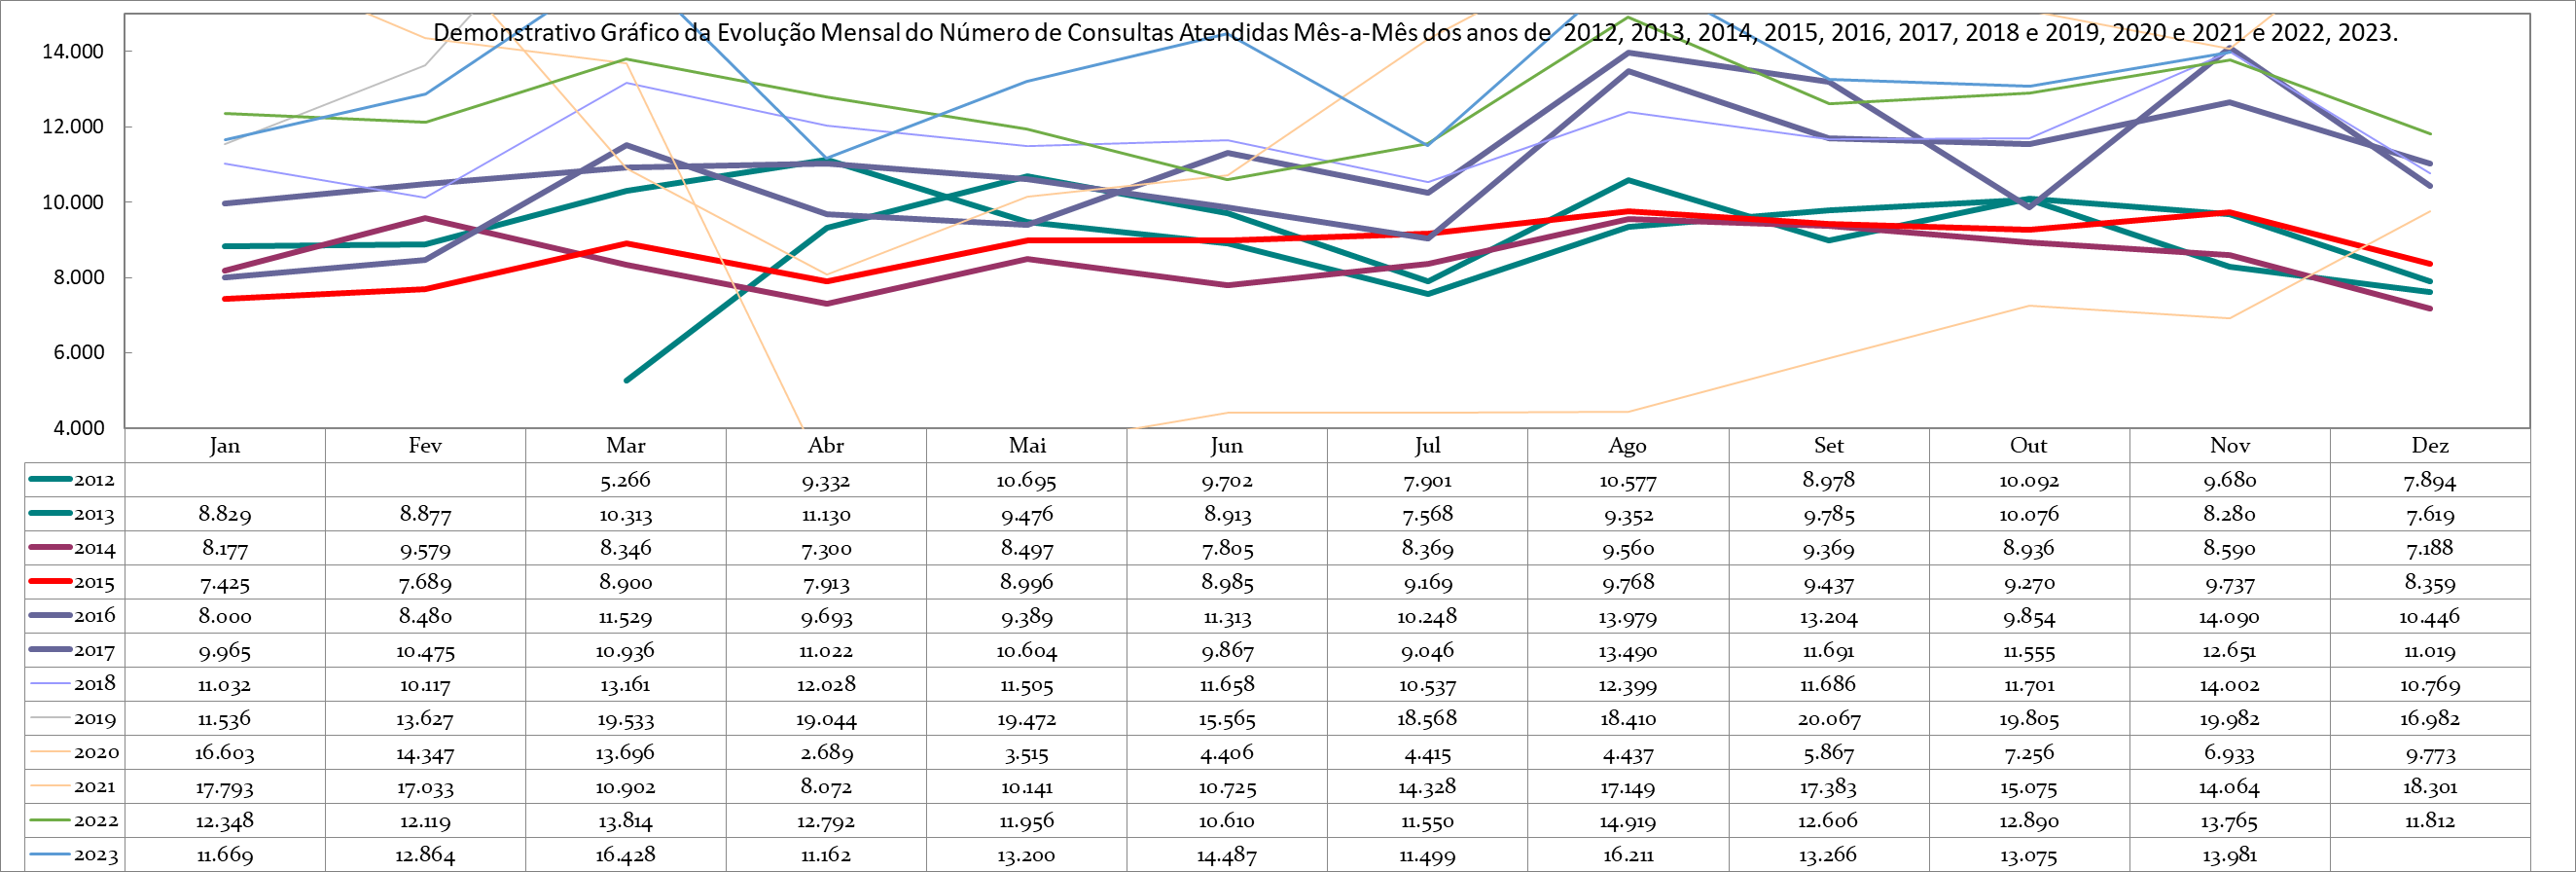 Demonstrativo Gráfico da Evolução Mensal do Número de Consultas Atendidas Mês-a-Mês dos anos de 2012, 2013, 2014, 2015, 2016, 2017, 2018 e 2019, 2020 e 2021 e 2022, 2023.
14.000
12.000
10.000
8.000
6.000
4.000
Jan Fev Mar Abr Mai Jun Jul Ago Set Out Nov Dez
2012 5.266 9.332 10.695 9.702 7.901 10.577 8.978 10.092 9.680 7.894
2013 8.829 8.877 10.313 11.130 9.476 8.913 7.568 9.352 9.785 10.076 8.280 7.619
2014 8.177 9.579 8.346 7.300 8.497 7.805 8.369 9.560 9.369 8.936 8.590 7.188
2015 7.425 7.689 8.900 7.913 8.996 8.985 9.169 9.768 9.437 9.270 9.737 8.359
2016 8.000 8.480 11.529 9.693 9.389 11.313 10.248 13.979 13.204 9.854 14.090 10.446
2017 9.965 10.475 10.936 11.022 10.604 9.867 9.046 13.490 11.691 11.555 12.651 11.019
2018 11.032 10.117 13.161 12.028 11.505 11.658 10.537 12.399 11.686 11.701 14.002 10.769
2019 11.536 13.627 19.533 19.044 19.472 15.565 18.568 18.410 20.067 19.805 19.982 16.982
2020 16.603 14.347 13.696 2.689 3.515 4.406 4.415 4.437 5.867 7.256 6.933 9.773
2021 17.793 17.033 10.902 8.072 10.141 10.725 14.328 17.149 17.383 15.075 14.064 18.301
2022 12.348 12.119 13.814 12.792 11.956 10.610 11.550 14.919 12.606 12.890 13.765 11.812
2023 11.669 12.864 16.428 11.162 13.200 14.487 11.499 16.211 13.266 13.075 13.981